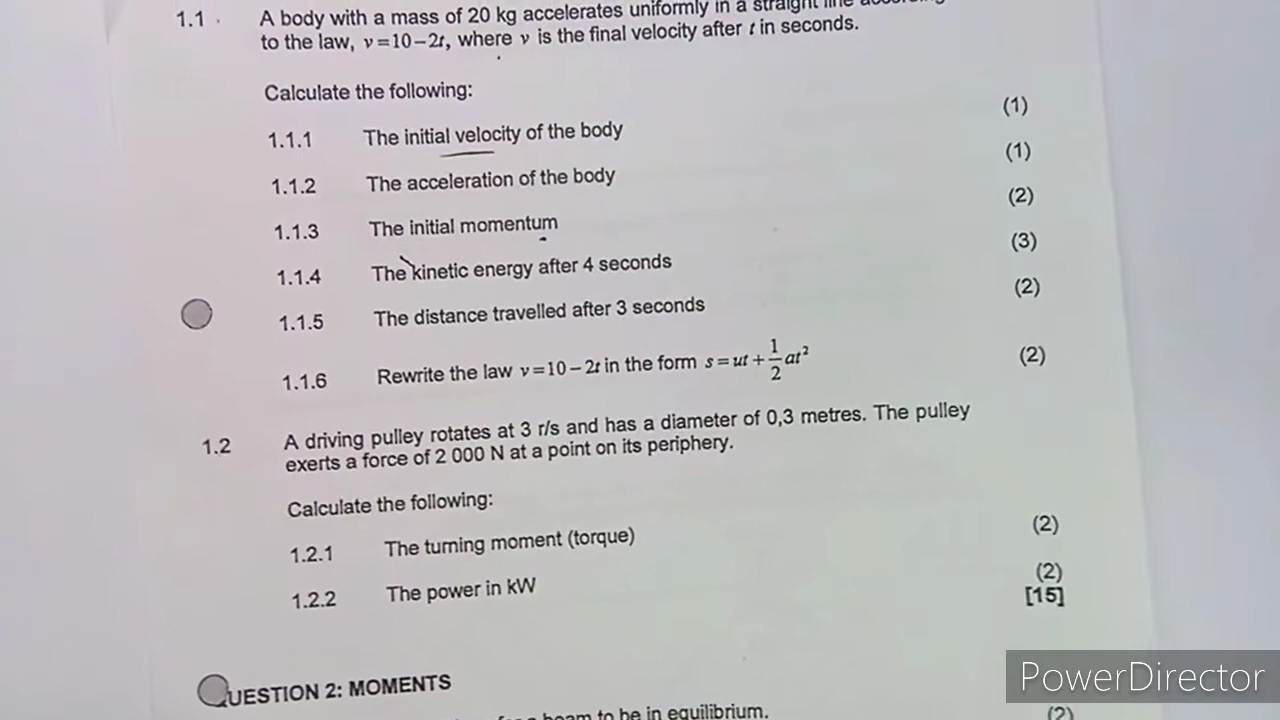 1.1 A body with a mass of 20 kg accelerates uniformly in a straight line
to the law, v=10–2t, where v is the final velocity after t in seconds.
Calculate the following:
1.1.1 The initial velocity of the body (1)
1.1.2 The acceleration of the body (1)
1.1.3 The initial momentum (2)
1.1.4 The kinetic energy after 4 seconds (3)
1.1.5 The distance travelled after 3 seconds (2)
1.1.6 Rewrite the law v=10–2t in the form s=ut+½at² (2)
1.2 A driving pulley rotates at 3 r/s and has a diameter of 0,3 metres. The pulley
exerts a force of 2 000 N at a point on its periphery.
Calculate the following:
1.2.1 The turning moment (torque) (2)
1.2.2 The power in kW (2)
[15]
QUESTION 2: MOMENTS
beam to be in equilibrium. (2)
PowerDirector